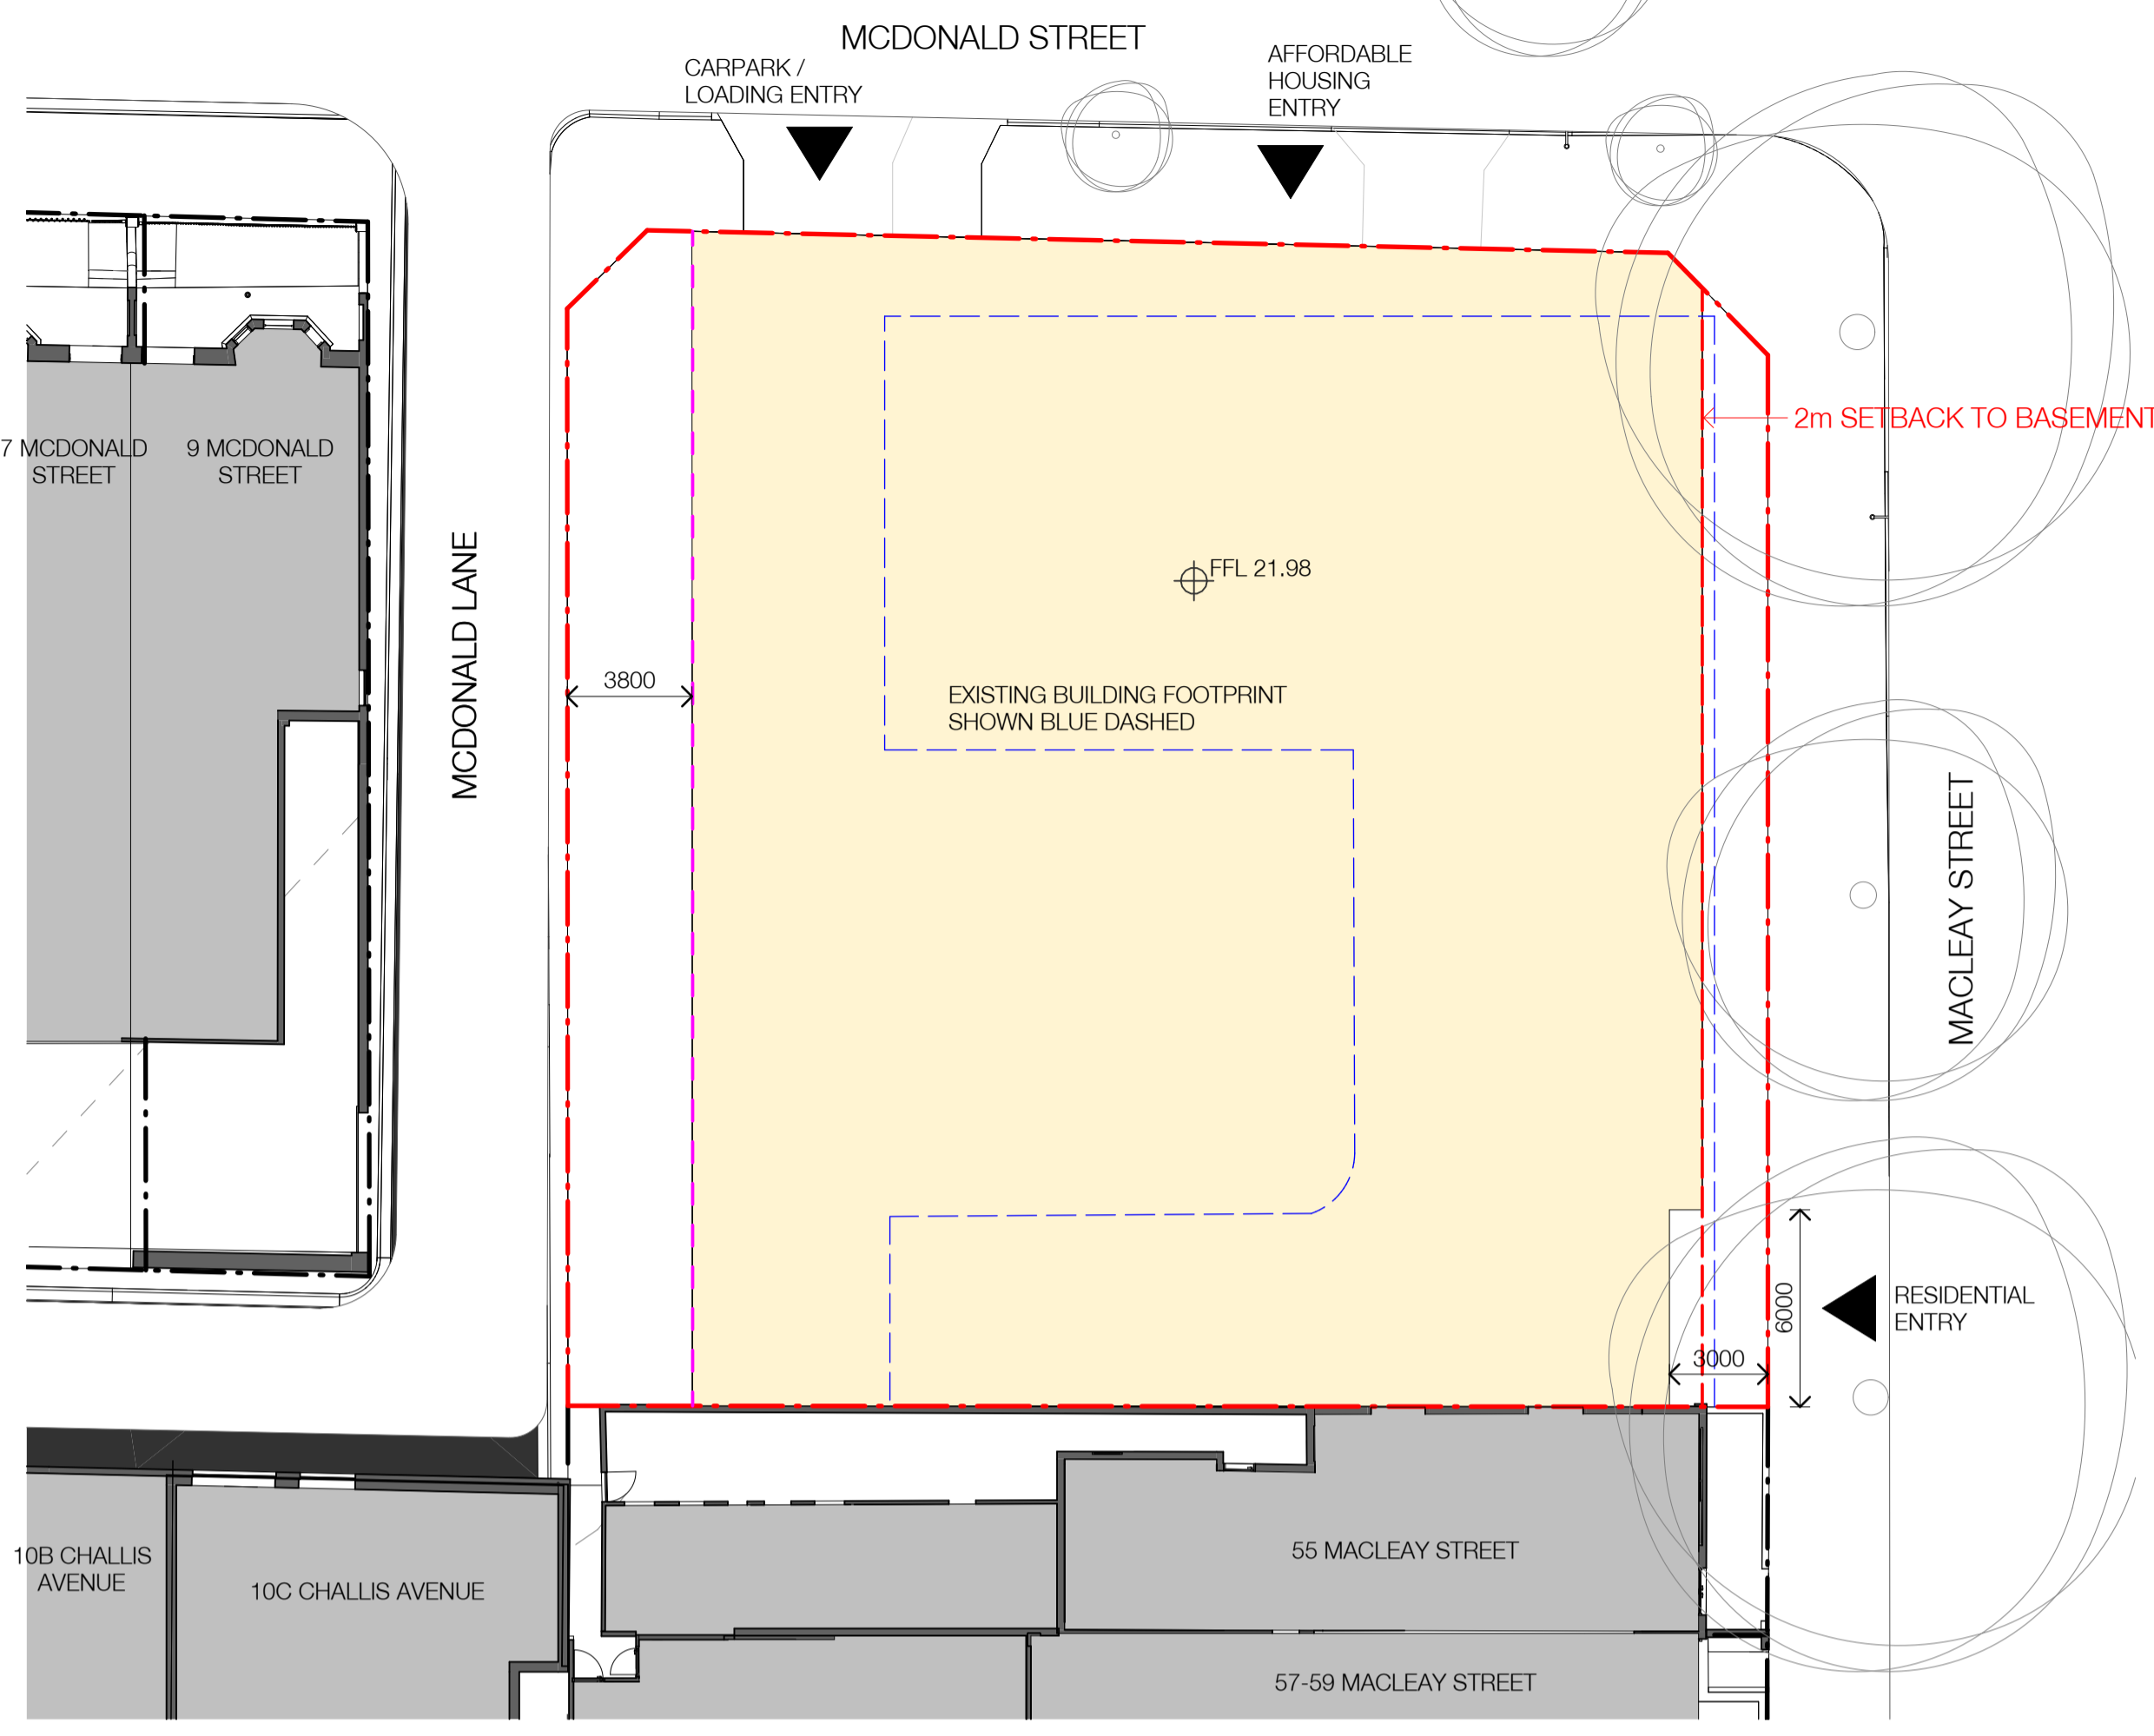 MCDONALD STREET
CARPARK /
LOADING ENTRY
AFFORDABLE
HOUSING
ENTRY
2m SETBACK TO BASEMENT
7 MCDONALD
STREET
9 MCDONALD
STREET
MCDONALD LANE
FFL 21.98
3800
EXISTING BUILDING FOOTPRINT
SHOWN BLUE DASHED
MACLEAY STREET
6000
RESIDENTIAL
ENTRY
3000
10B CHALLIS
AVENUE
10C CHALLIS AVENUE
55 MACLEAY STREET
57-59 MACLEAY STREET